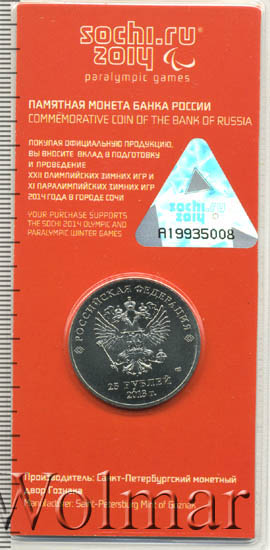 sochi.ru
2014
paralympic games
ПАМЯТНАЯ МОНЕТА БАНКА РОССИИ
COMMEMORATIVE COIN OF THE BANK OF RUSSIA
ПОКУПАЯ ОФИЦИАЛЬНУЮ ПРОДУКЦИЮ,
ВЫ ВНОСИТЕ ВКЛАД В ПОДГОТОВКУ
И ПРОВЕДЕНИЕ
XXII ОЛИМПИЙСКИХ ЗИМНИХ ИГР И
XI ПАРАЛИМПИЙСКИХ ЗИМНИХ ИГР
2014 ГОДА В ГОРОДЕ СОЧИ
YOUR PURCHASE SUPPORTS
THE SOCHI 2014 OLYMPIC AND
PARALYMPIC WINTER GAMES
sochi.ru
2014
A19935008
РОССИЙСКАЯ ФЕДЕРАЦИЯ
25 РУБЛЕЙ
2013 г.
Производитель: Санкт-Петербургский монетный
двор Гознака
Manufacturer: Saint-Petersburg Mint of Goznak
Wolmar